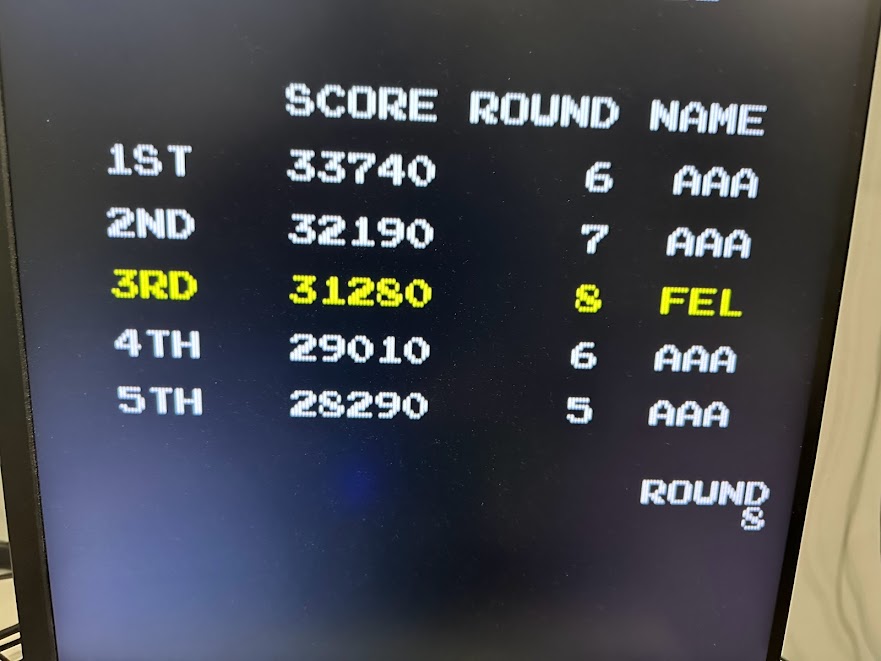 SCORE ROUND NAME
1ST 33740 6 AAA
2ND 32190 7 AAA
3RD 31280 8 FEL
4TH 29010 6 AAA
5TH 28290 5 AAA
ROUND
8